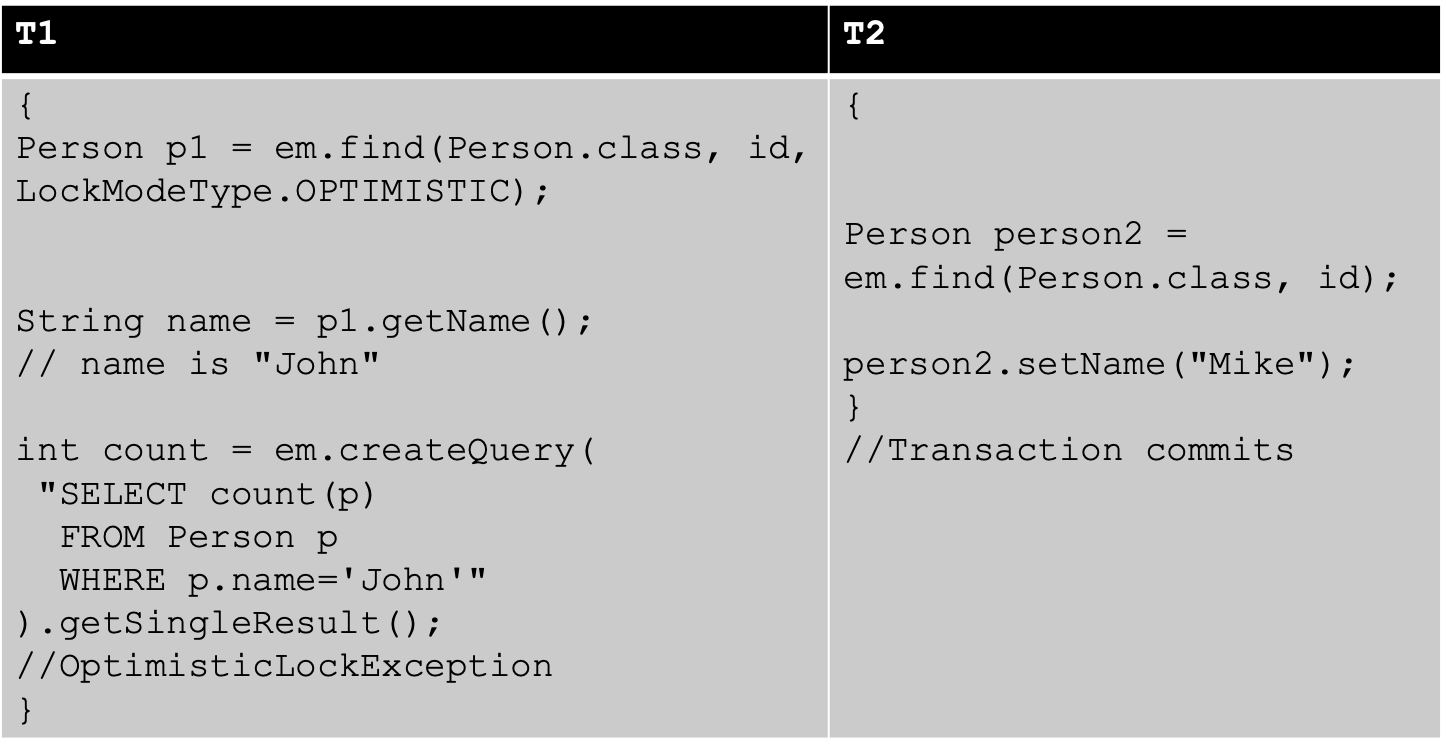 T1
{
Person p1 = em.find(Person.class, id,
LockModeType.OPTIMISTIC);
String name = p1.getName();
// name is "John"
int count = em.createQuery(
"SELECT count(p)
FROM Person p
WHERE p.name='John'"
).getSingleResult();
//OptimisticLockException
}
T2
{
Person person2 =
em.find(Person.class, id);
person2.setName("Mike");
}
//Transaction commits